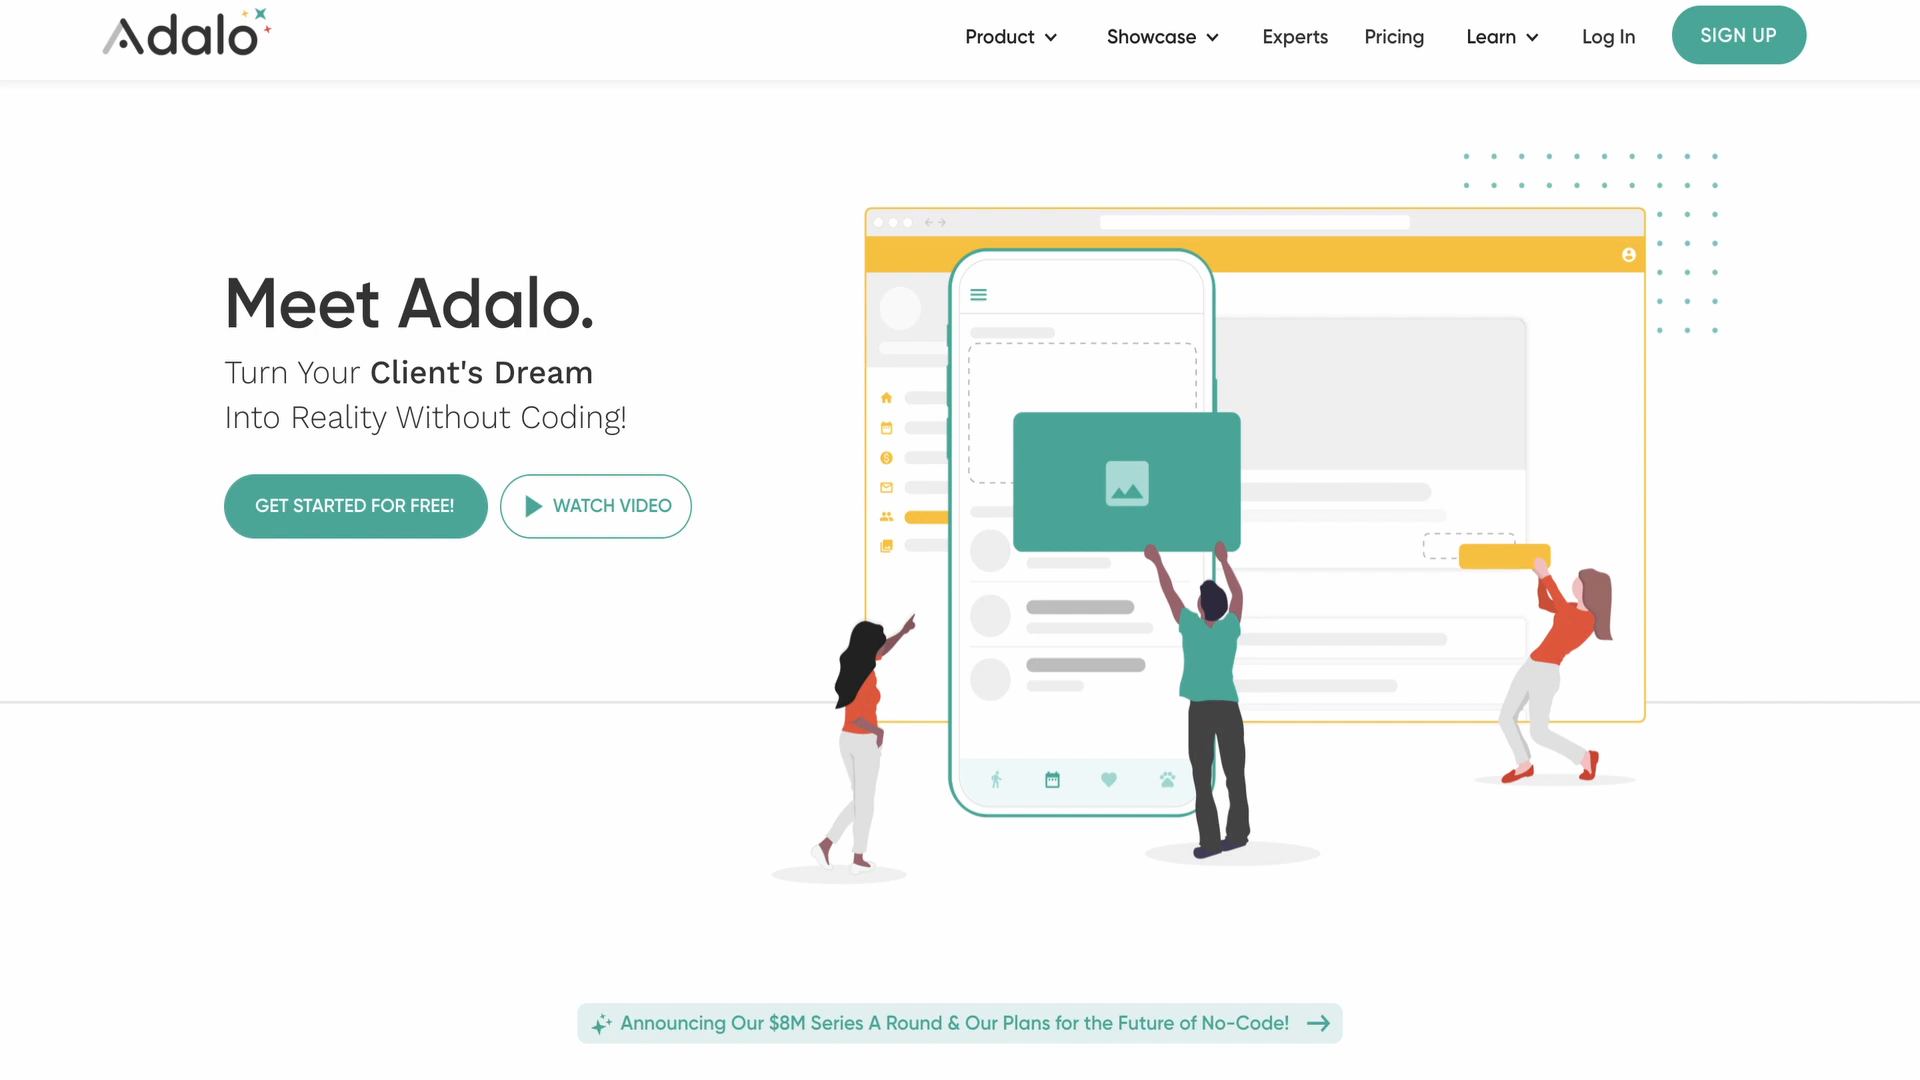 Adalo
Product
Showcase
Experts
Pricing
Learn
Log In
SIGN UP
Meet Adalo.
Turn Your Client's Dream
Into Reality Without Coding!
GET STARTED FOR FREE!
WATCH VIDEO
Announcing Our $8M Series A Round & Our Plans for the Future of No-Code!